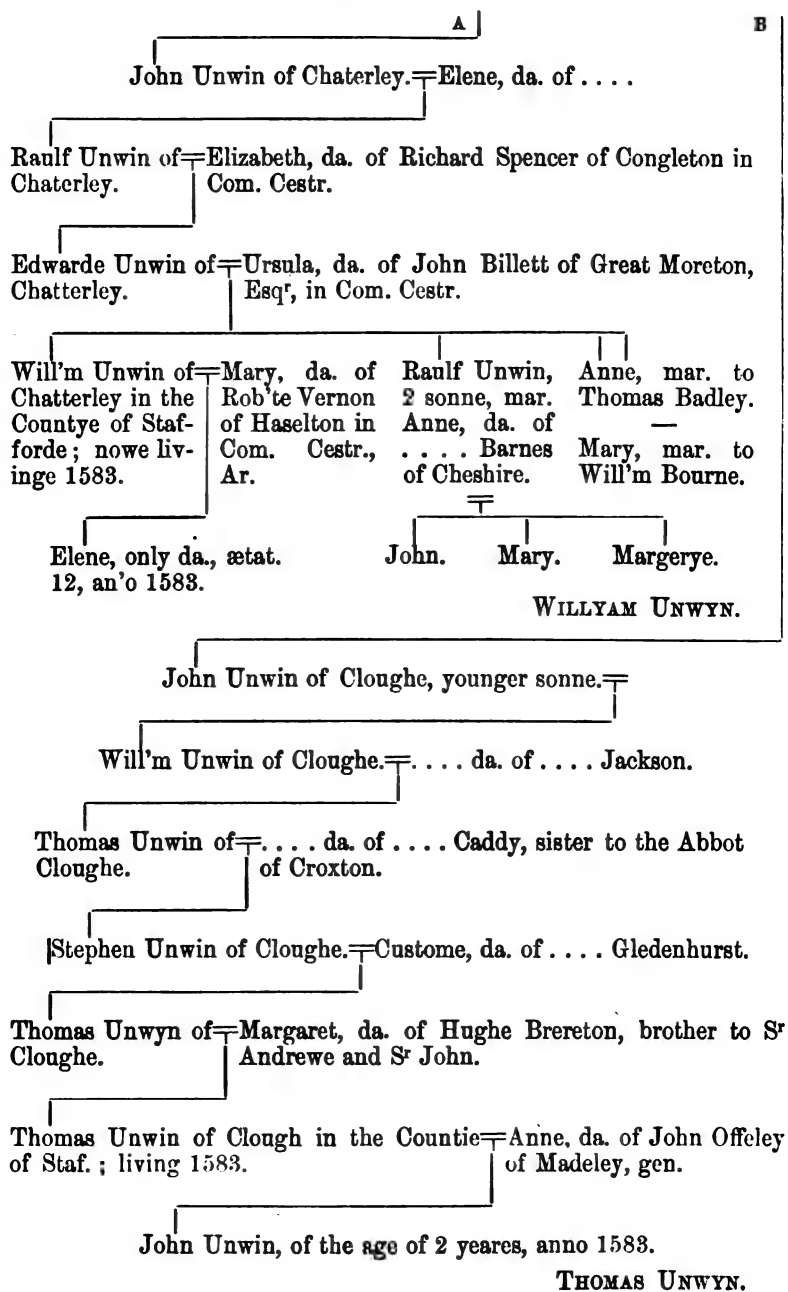 A B
John Unwin of Chaterley. Elene, da. of . . . .
Raulf Unwin of Elizabeth, da. of Richard Spencer of Congleton in
Chaterley. Com. Cestr.
Edwarde Unwin of Ursula, da. of John Billett of Great Moreton,
Chatterley. Esqʳ, in Com. Cestr.
Will'm Unwin of Mary, da. of Raulf Unwin, Anne, mar. to
Chatterley in the Rob'te Vernon 2 sonne, mar. Thomas Badley.
Countye of Staf- of Haselton in Anne, da. of —
forde; nowe liv- Com. Cestr., . . . . Barnes Mary, mar. to
inge 1583. Ar. of Cheshire. Will'm Bourne.
Elene, only da., ætat. John. Mary. Margerye.
12, an'o 1583.
WILLYAM UNWYN.
John Unwin of Cloughe, younger sonne.
Will'm Unwin of Cloughe. . . . . da. of . . . . Jackson.
Thomas Unwin of . . . . da. of . . . . Caddy, sister to the Abbot
Cloughe. of Croxton.
Stephen Unwin of Cloughe. Custome, da. of . . . . Gledenhurst.
Thomas Unwyn of Margaret, da. of Hughe Brereton, brother to Sʳ
Cloughe. Andrewe and Sʳ John.
Thomas Unwin of Clough in the Countie Anne, da. of John Offeley
of Staf.; living 1583. of Madeley, gen.
John Unwin, of the age of 2 yeares, anno 1583.
THOMAS UNWYN.